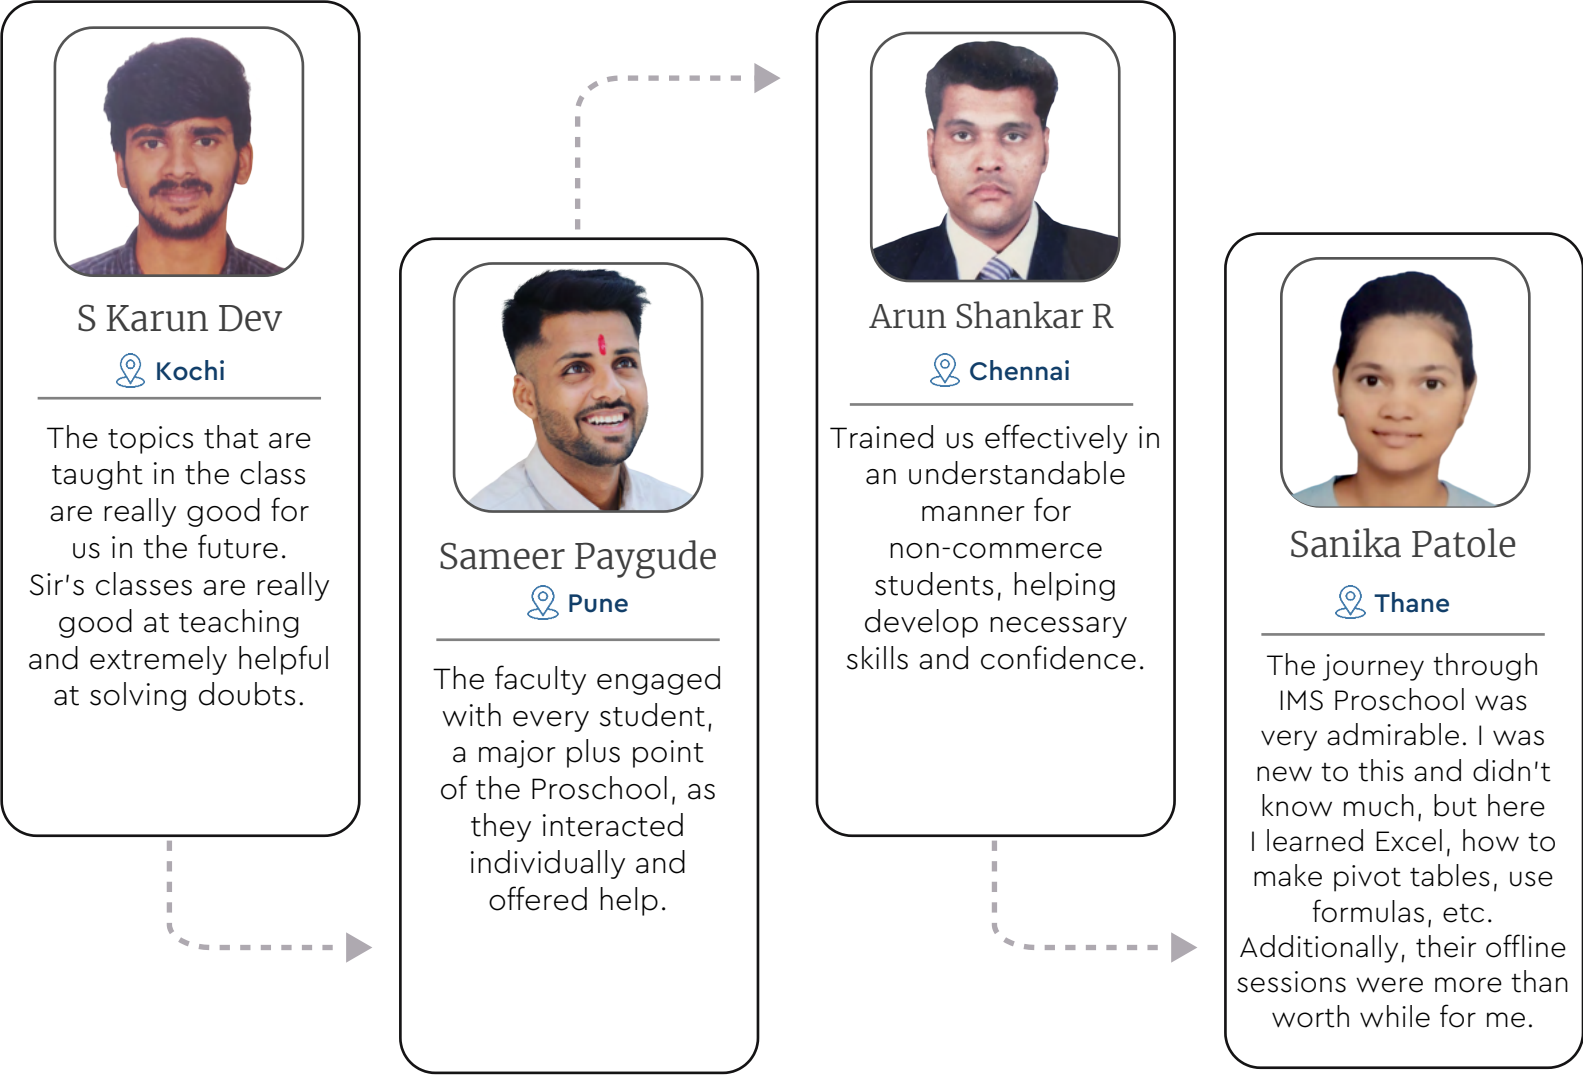 S Karun Dev
Kochi
The topics that are
taught in the class
are really good for
us in the future.
Sir's classes are really
good at teaching
and extremely helpful
at solving doubts.
Sameer Paygude
Pune
The faculty engaged
with every student,
a major plus point
of the Proschool, as
they interacted
individually and
offered help.
Arun Shankar R
Chennai
Trained us effectively in
an understandable
manner for
non-commerce
students, helping
develop necessary
skills and confidence.
Sanika Patole
Thane
The journey through
IMS Proschool was
very admirable. I was
new to this and didn't
know much, but here
I learned Excel, how to
make pivot tables, use
formulas, etc.
Additionally, their offline
sessions were more than
worth while for me.